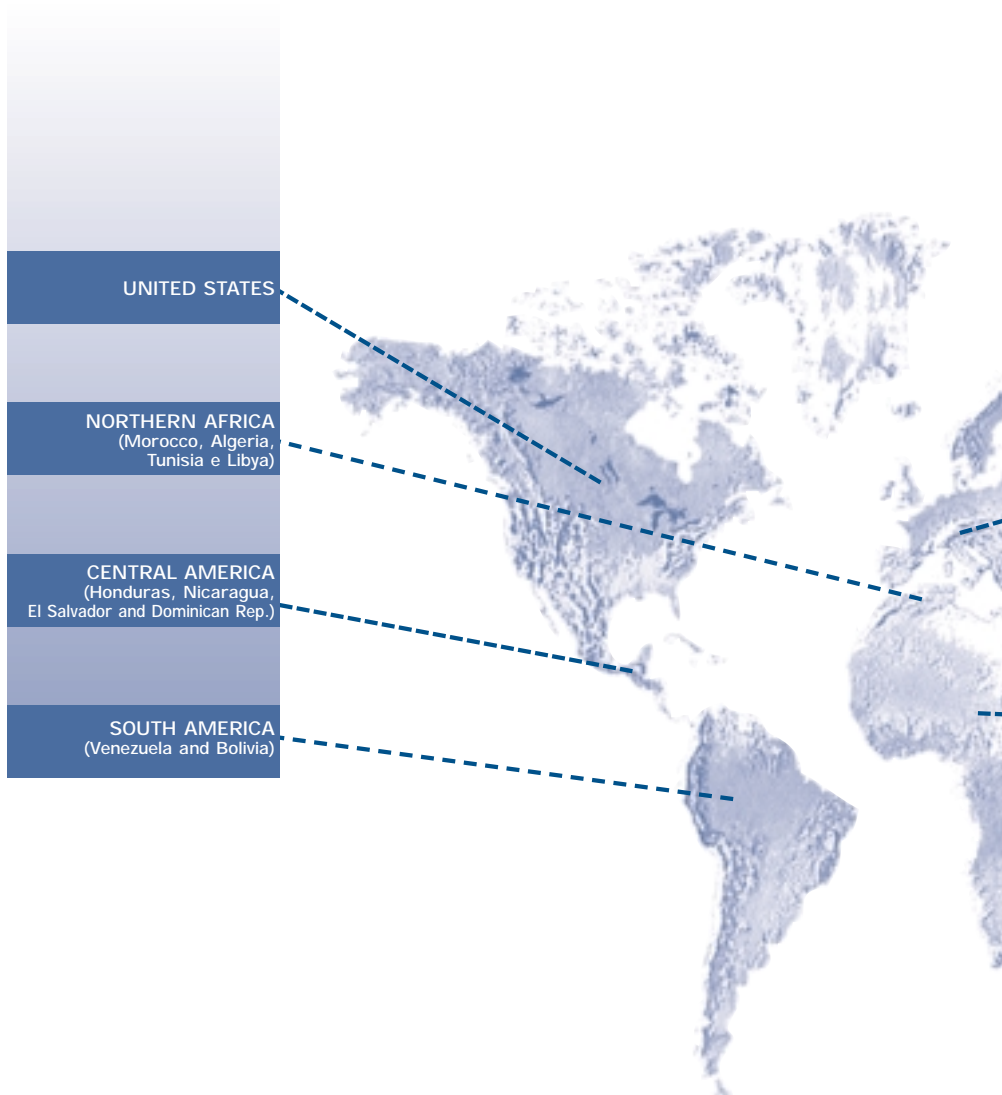 UNITED STATES
NORTHERN AFRICA
(Morocco, Algeria,
Tunisia e Libya)
CENTRAL AMERICA
(Honduras, Nicaragua,
El Salvador and Dominican Rep.)
SOUTH AMERICA
(Venezuela and Bolivia)